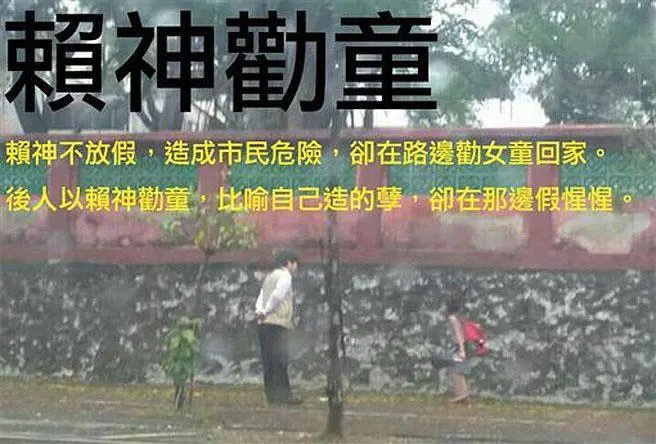 賴神勸童
賴神不放假，造成市民危險，卻在路邊勸女童回家。
後人以賴神勸童，比喻自己造的孽，卻在那邊假惺惺。